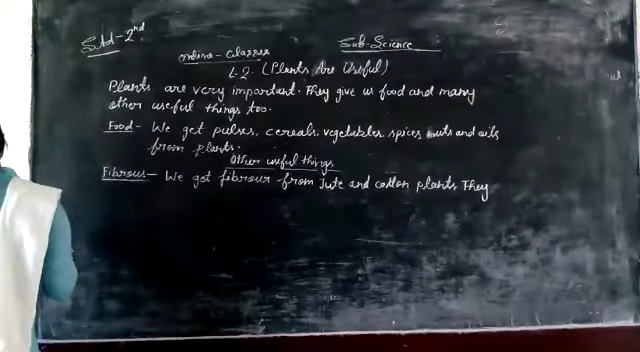 Std-2nd
Online-Classes
Sub-Science
L.2. (Plants Are Useful)
Plants are very important. They give us food and many
other useful things too.
Food- We get pulses, cereals, vegetables, spices nuts and oils
from plants.
Other useful things
Fibrous- We get fibrour from Jute and cotton plants They